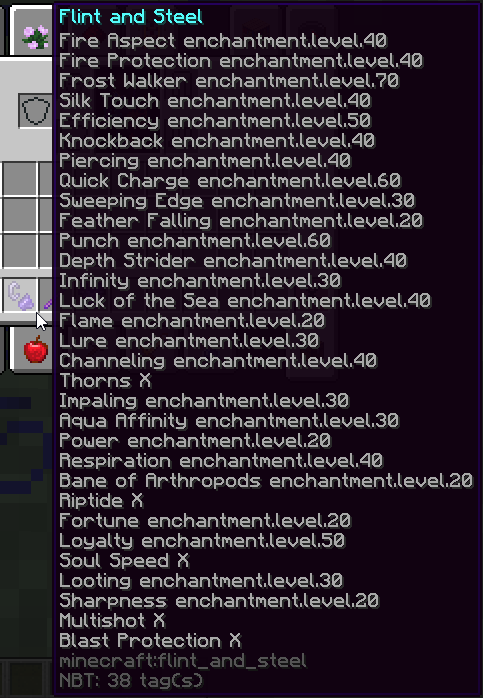 Flint and Steel
Fire Aspect enchantment.level.40
Fire Protection enchantment.level.40
Frost Walker enchantment.level.70
Silk Touch enchantment.level.40
Efficiency enchantment.level.50
Knockback enchantment.level.40
Piercing enchantment.level.40
Quick Charge enchantment.level.60
Sweeping Edge enchantment.level.30
Feather Falling enchantment.level.20
Punch enchantment.level.60
Depth Strider enchantment.level.40
Infinity enchantment.level.30
Luck of the Sea enchantment.level.40
Flame enchantment.level.20
Lure enchantment.level.30
Channeling enchantment.level.40
Thorns X
Impaling enchantment.level.30
Aqua Affinity enchantment.level.30
Power enchantment.level.20
Respiration enchantment.level.40
Bane of Arthropods enchantment.level.20
Riptide X
Fortune enchantment.level.20
Loyalty enchantment.level.50
Soul Speed X
Looting enchantment.level.30
Sharpness enchantment.level.20
Multishot X
Blast Protection X
minecraft:flint_and_steel
NBT: 38 tag(s)